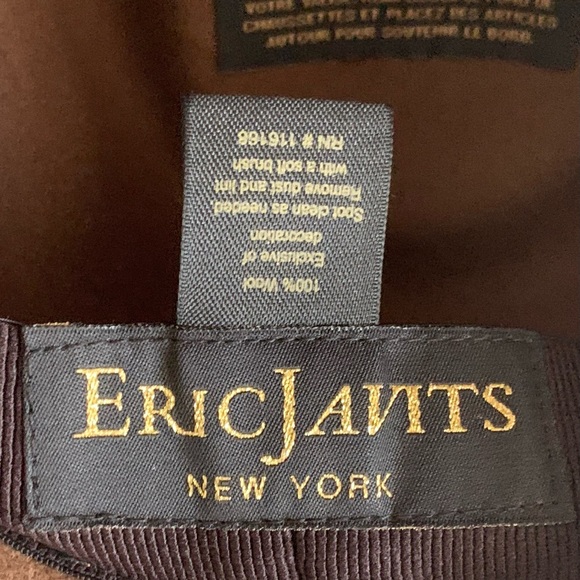 CHAUSSETTES ET PLACEZ DES ARTICLES
AUTOUR POUR SOUTENIR LE BORD.
100% Wool
Exclusive of
decoration
Spot clean as needed
Remove dust and lint
with a soft brush
RN # 116168
ERIC JAVITS
NEW YORK